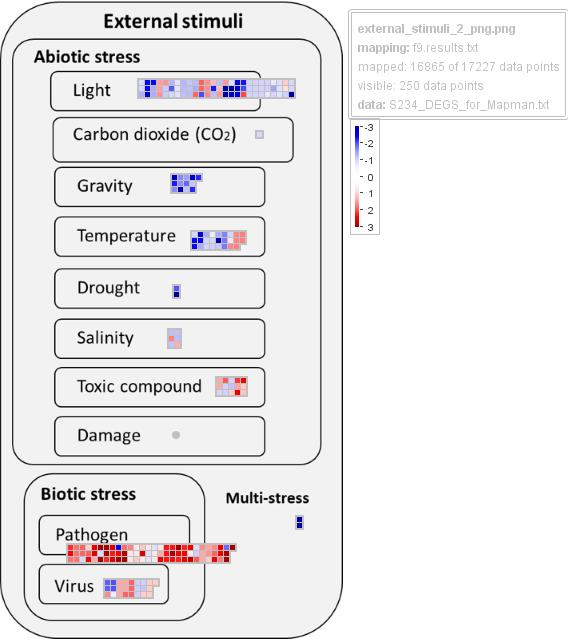 External stimuli
Abiotic stress
Light
Carbon dioxide (CO₂)
Gravity
Temperature
Drought
Salinity
Toxic compound
Damage
Biotic stress
Pathogen
Virus
Multi-stress
external_stimuli_2_png.png
mapping: f9.results.txt
mapped: 16865 of 17227 data points
visible: 250 data points
data: S234_DEGS_for_Mapman.txt
-3
-2
-1
0
1
2
3